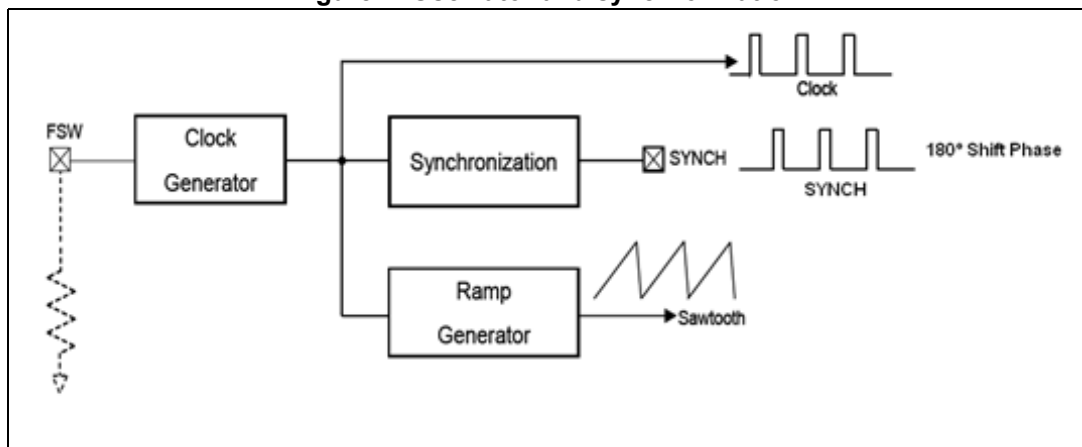 Clock
FSW
Clock
Generator
Synchronization
SYNCH
180° Shift Phase
SYNCH
Ramp
Generator
Sawtooth